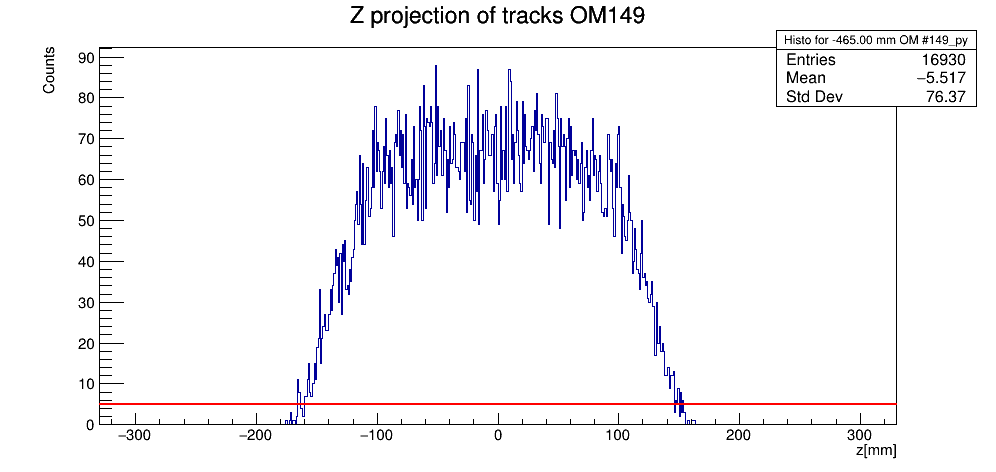 Z projection of tracks OM149
Histo for -465.00 mm OM #149_py
Entries 16930
Mean −5.517
Std Dev 76.37
Counts
90
80
70
60
50
40
30
20
10
0
−300 −200 −100 0 100 200 300
z[mm]